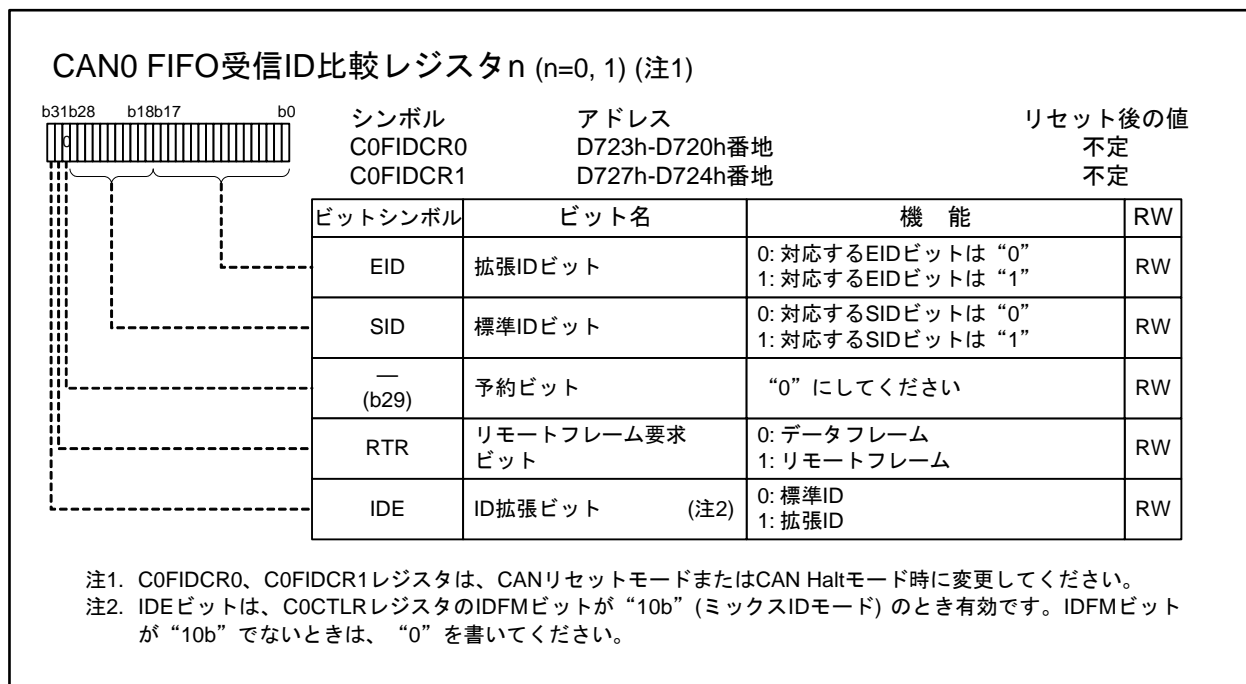 CAN0 FIFO受信ID比較レジスタn (n=0, 1) (注1)
b31b28 b18b17 b0
0
シンボル アドレス リセット後の値
C0FIDCR0 D723h-D720h番地 不定
C0FIDCR1 D727h-D724h番地 不定
ビットシンボル ビット名 機 能 RW
EID 拡張IDビット 0: 対応するEIDビットは“0” RW
1: 対応するEIDビットは“1”
SID 標準IDビット 0: 対応するSIDビットは“0” RW
1: 対応するSIDビットは“1”
—
(b29) 予約ビット “0”にしてください RW
RTR リモートフレーム要求 0: データフレーム RW
ビット 1: リモートフレーム
IDE ID拡張ビット (注2) 0: 標準ID RW
1: 拡張ID
注1. C0FIDCR0、C0FIDCR1レジスタは、CANリセットモードまたはCAN Haltモード時に変更してください。
注2. IDEビットは、C0CTLRレジスタのIDFMビットが“10b”(ミックスIDモード) のとき有効です。IDFMビット
が“10b”でないときは、“0”を書いてください。